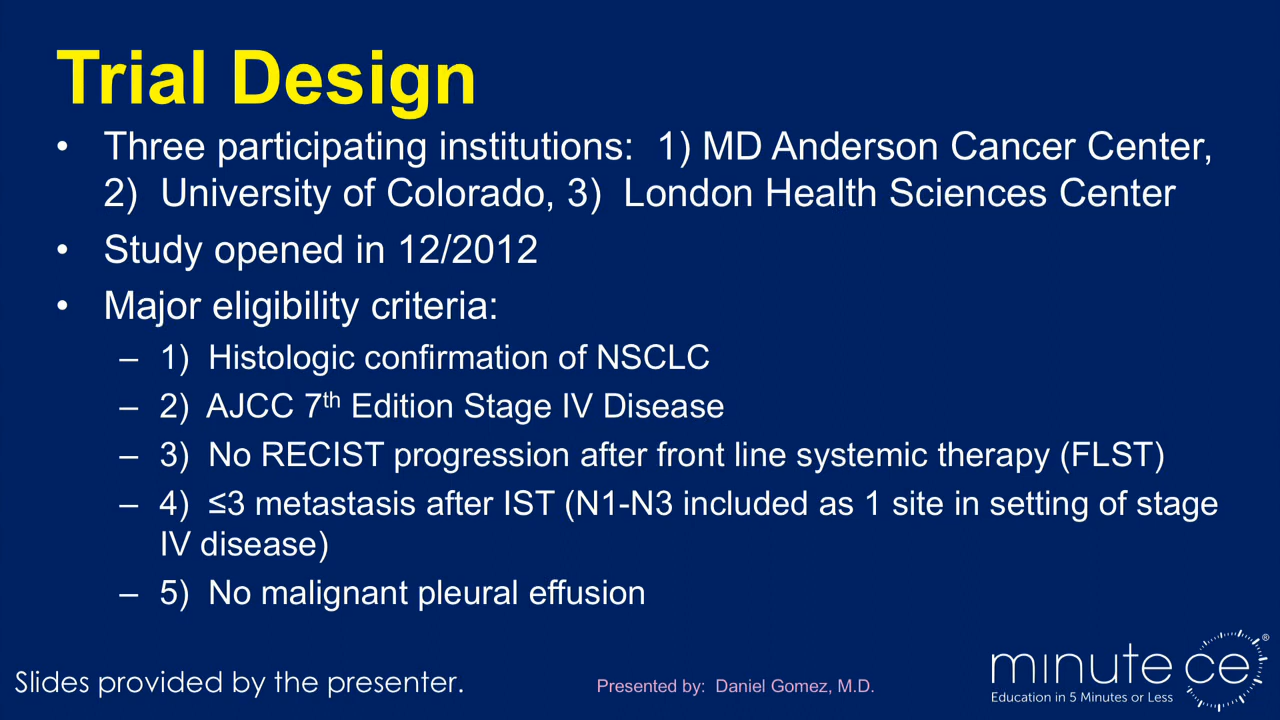 Trial Design
• Three participating institutions: 1) MD Anderson Cancer Center,
2) University of Colorado, 3) London Health Sciences Center
• Study opened in 12/2012
• Major eligibility criteria:
– 1) Histologic confirmation of NSCLC
– 2) AJCC 7th Edition Stage IV Disease
– 3) No RECIST progression after front line systemic therapy (FLST)
– 4) ≤3 metastasis after IST (N1-N3 included as 1 site in setting of stage
IV disease)
– 5) No malignant pleural effusion
Slides provided by the presenter.
Presented by: Daniel Gomez, M.D.
minute ce®
Education in 5 Minutes or Less